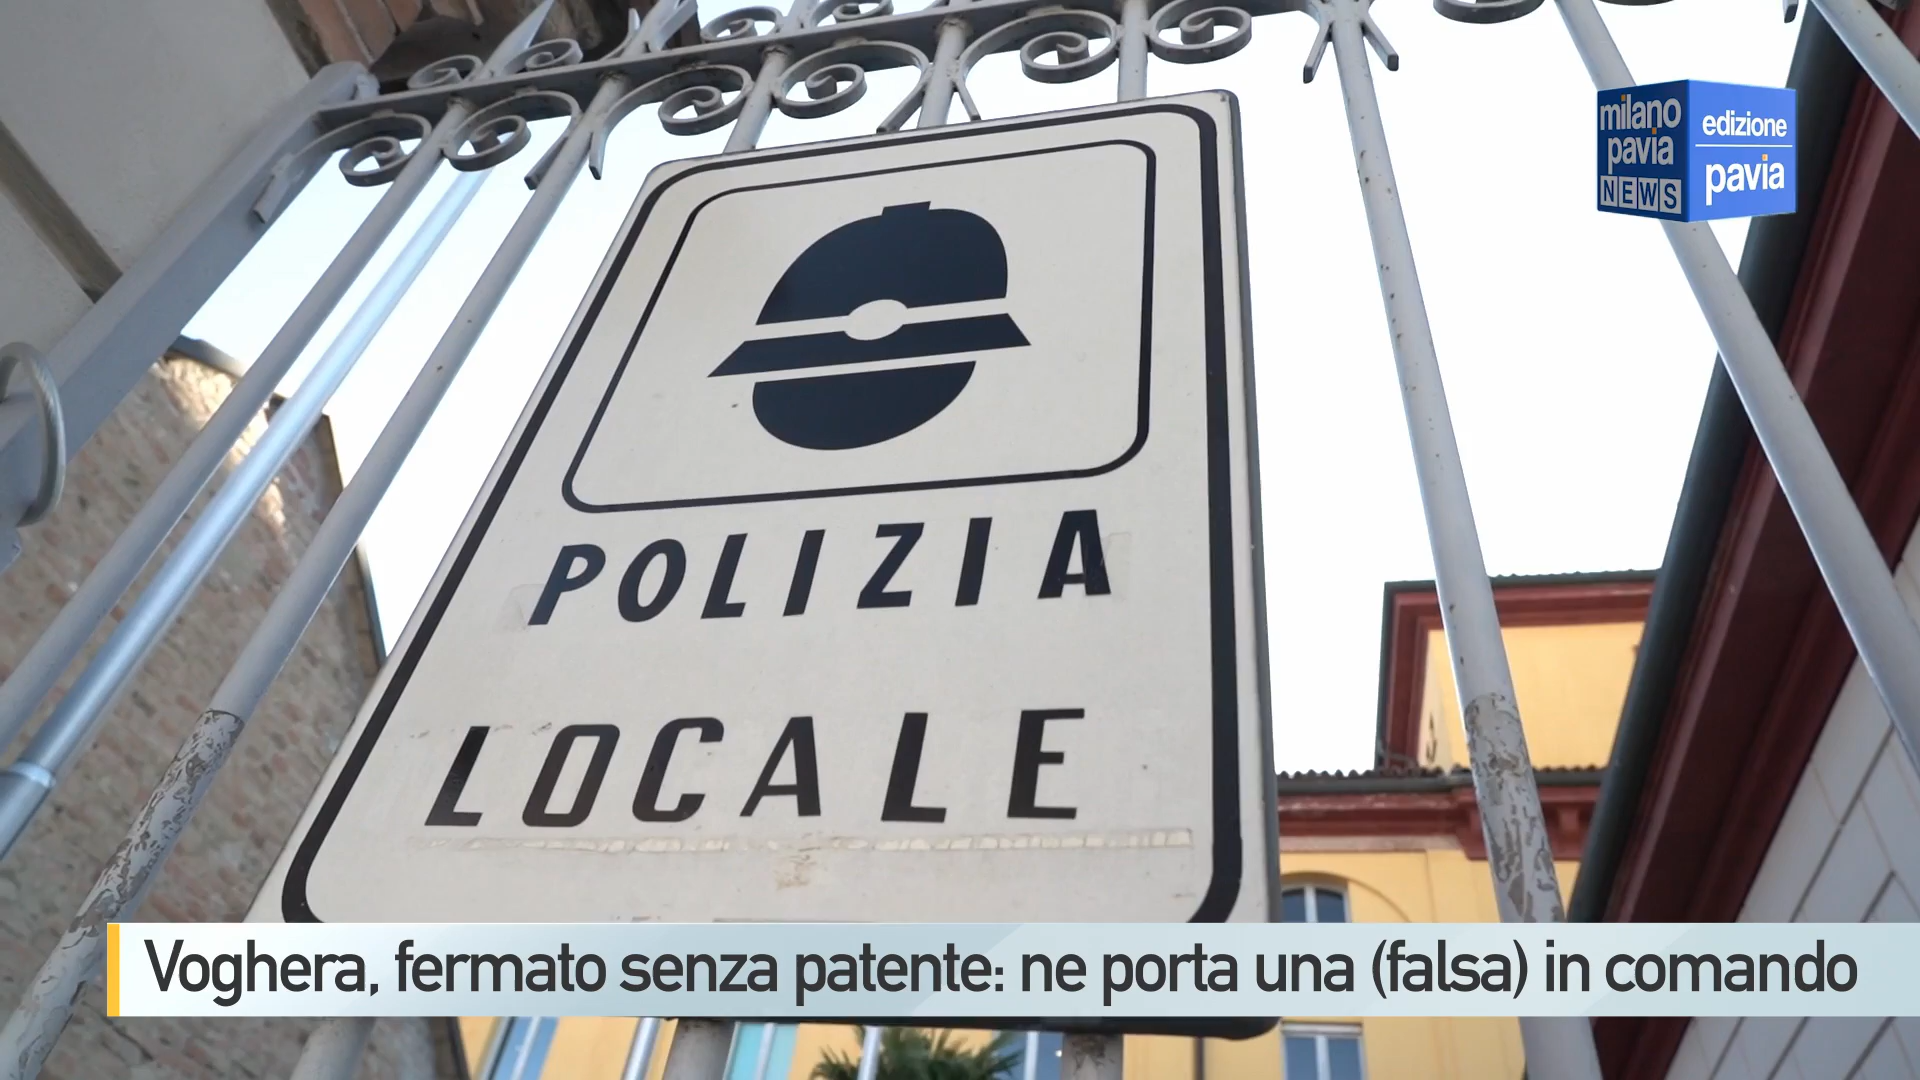 milano
pavia
NEWS
edizione
pavia
POLIZIA
LOCALE
Voghera, fermato senza patente: ne porta una (falsa) in comando